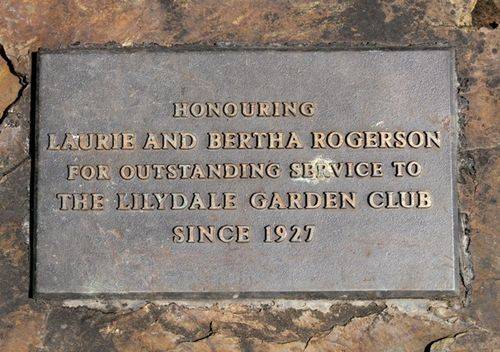 HONOURING
LAURIE AND BERTHA ROGERSON
FOR OUTSTANDING SERVICE TO
THE LILYDALE GARDEN CLUB
SINCE 1927